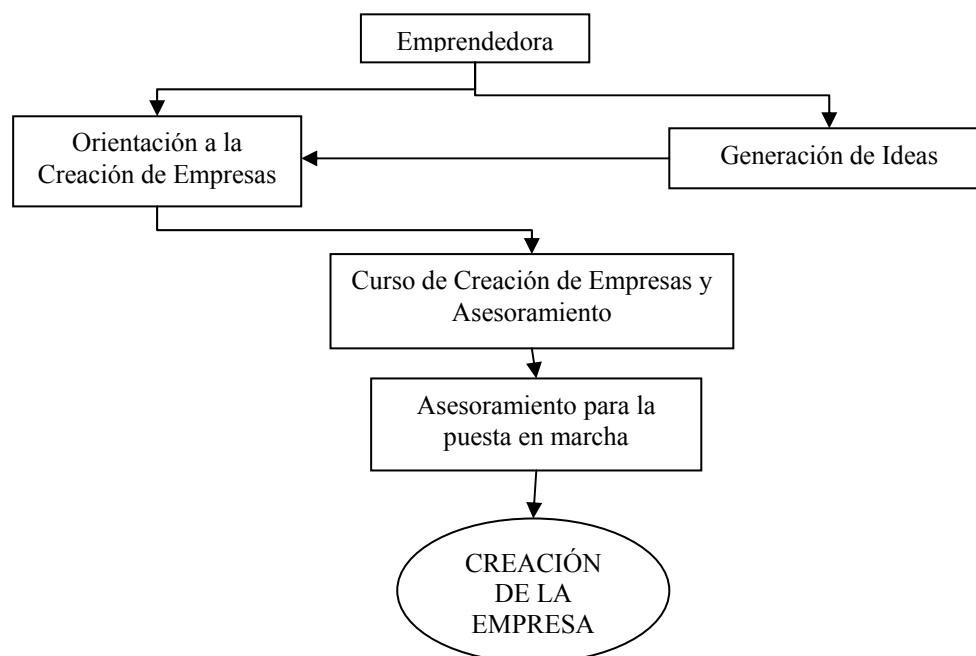 Emprendedora
Orientación a la
Creación de Empresas
Generación de Ideas
Curso de Creación de Empresas y
Asesoramiento
Asesoramiento para la
puesta en marcha
CREACIÓN
DE LA
EMPRESA